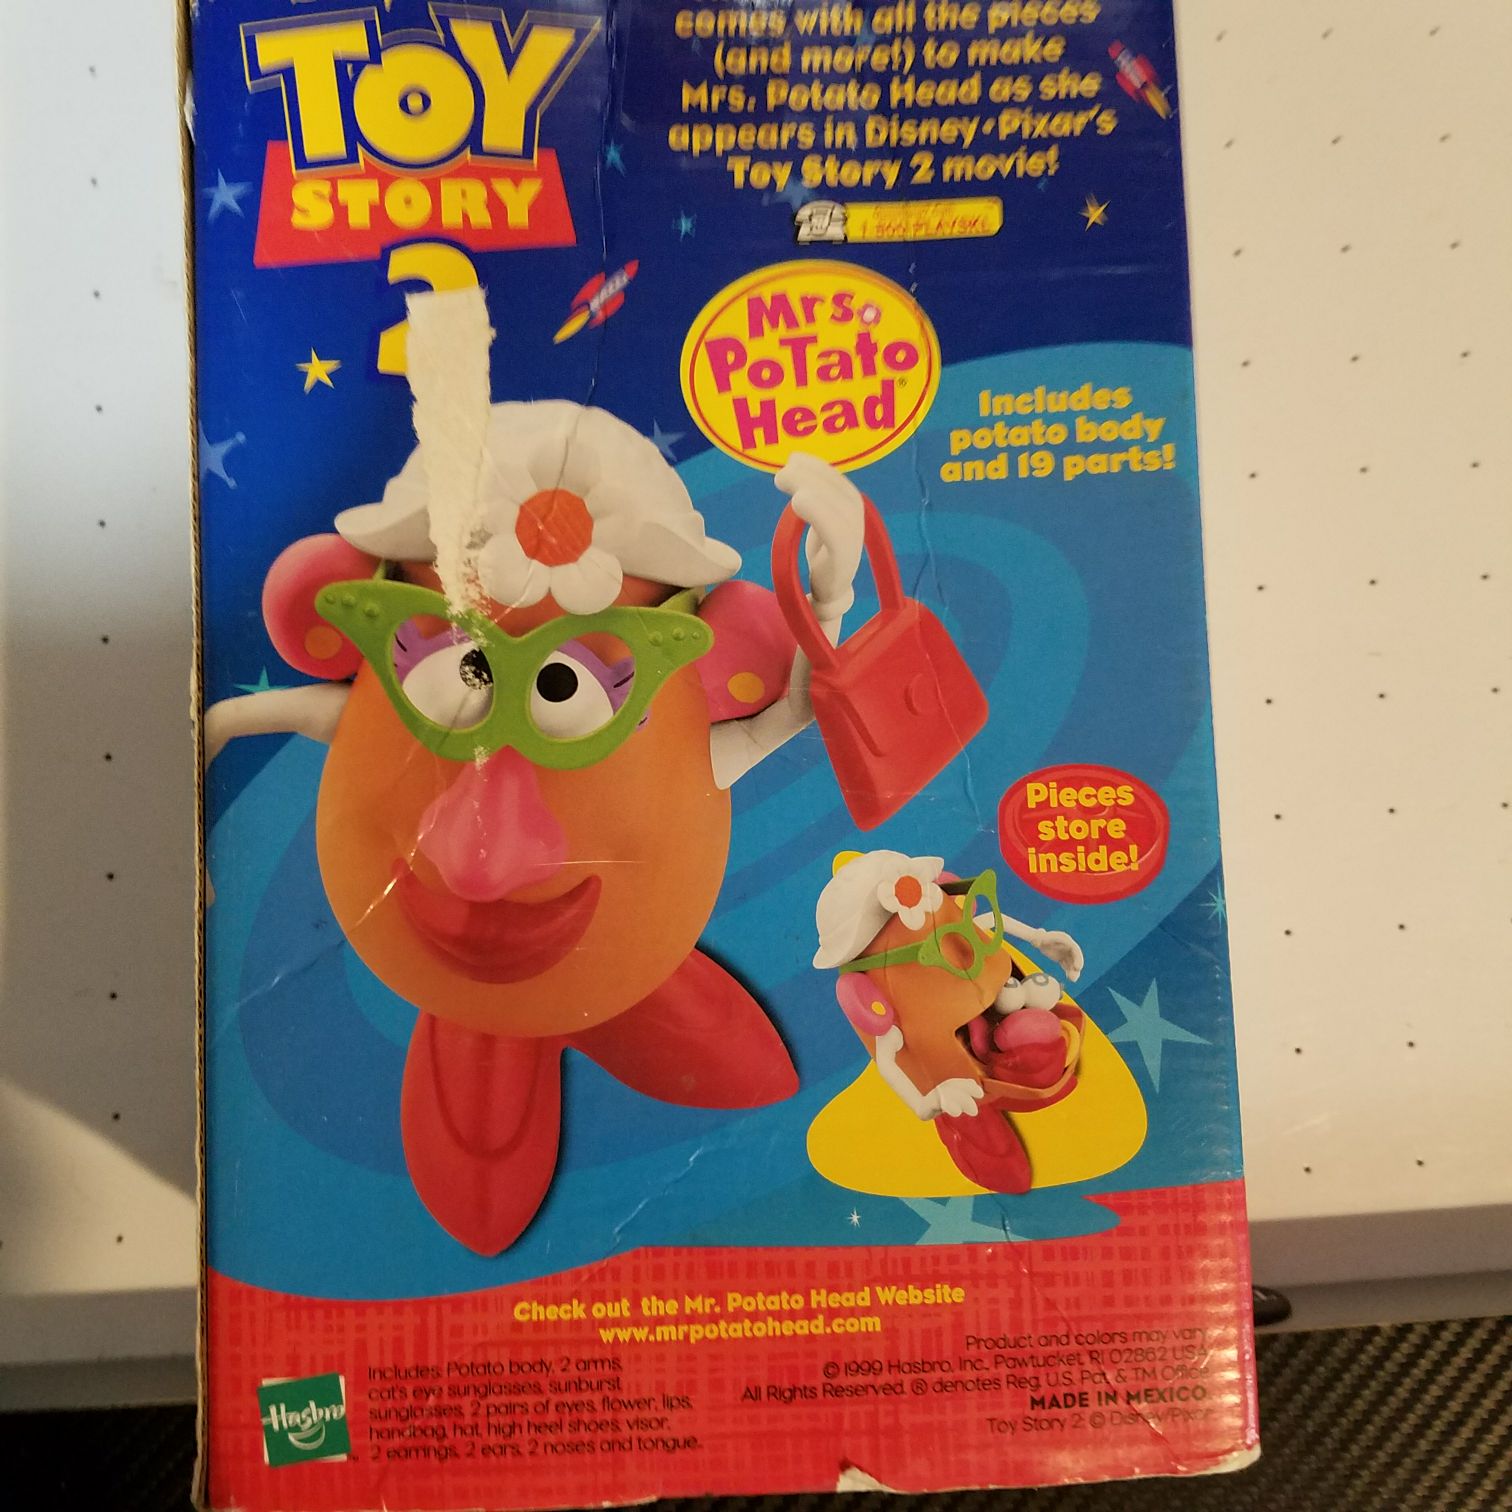 TOY
STORY
2
comes with all the pieces
(and more!) to make
Mrs. Potato Head as she
appears in Disney•Pixar's
Toy Story 2 movie!
1 800 PLAYSKL
Mrs.
PoTaTo
Head®
Includes
potato body
and 19 parts!
Pieces
store
inside!
Check out the Mr. Potato Head Website
www.mrpotatohead.com
Hasbro
Includes: Potato body, 2 arms,
cat's eye sunglasses, sunburst
sunglasses, 2 pairs of eyes, flower, lips,
handbag, hat, high heel shoes, visor,
2 earrings, 2 ears, 2 noses and tongue.
Product and colors may vary.
© 1999 Hasbro, Inc., Pawtucket, RI 02862 USA
All Rights Reserved. ® denotes Reg. U.S. Pat. & TM Office
MADE IN MEXICO.
Toy Story 2: © Disney/Pixar